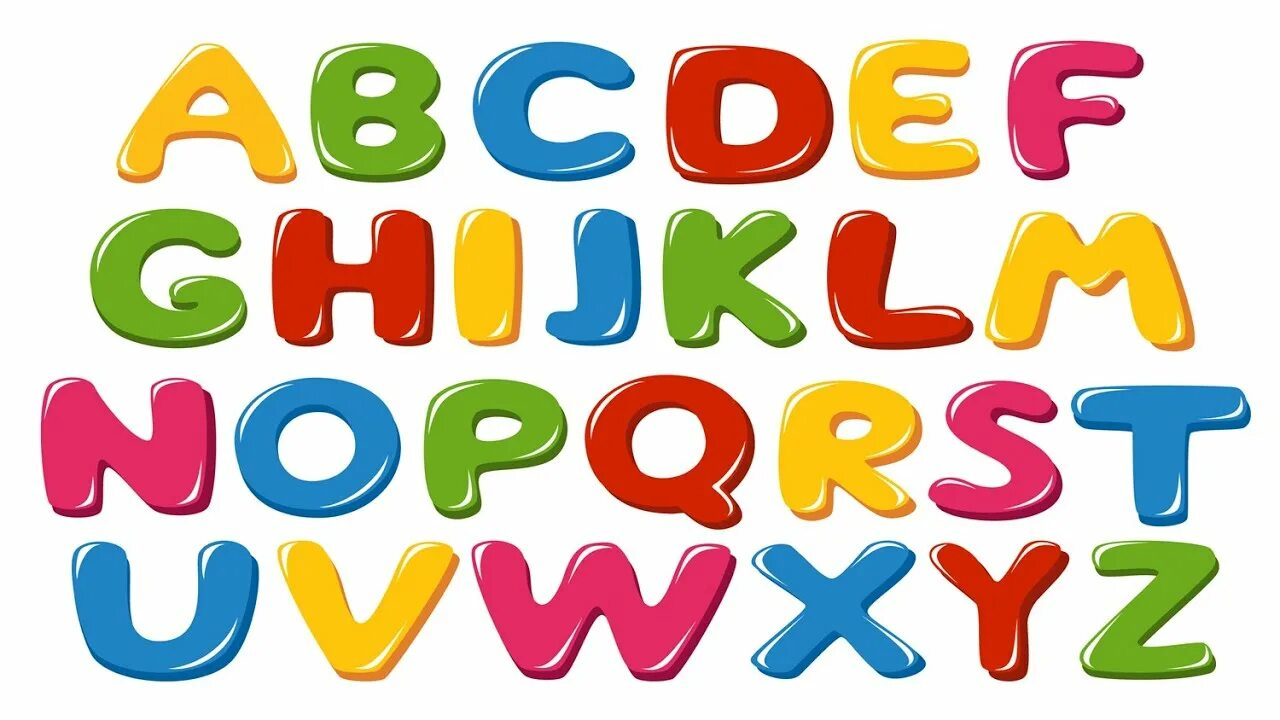 ABCDEF
GHIJKLM
NOPQRST
UVWXYZ